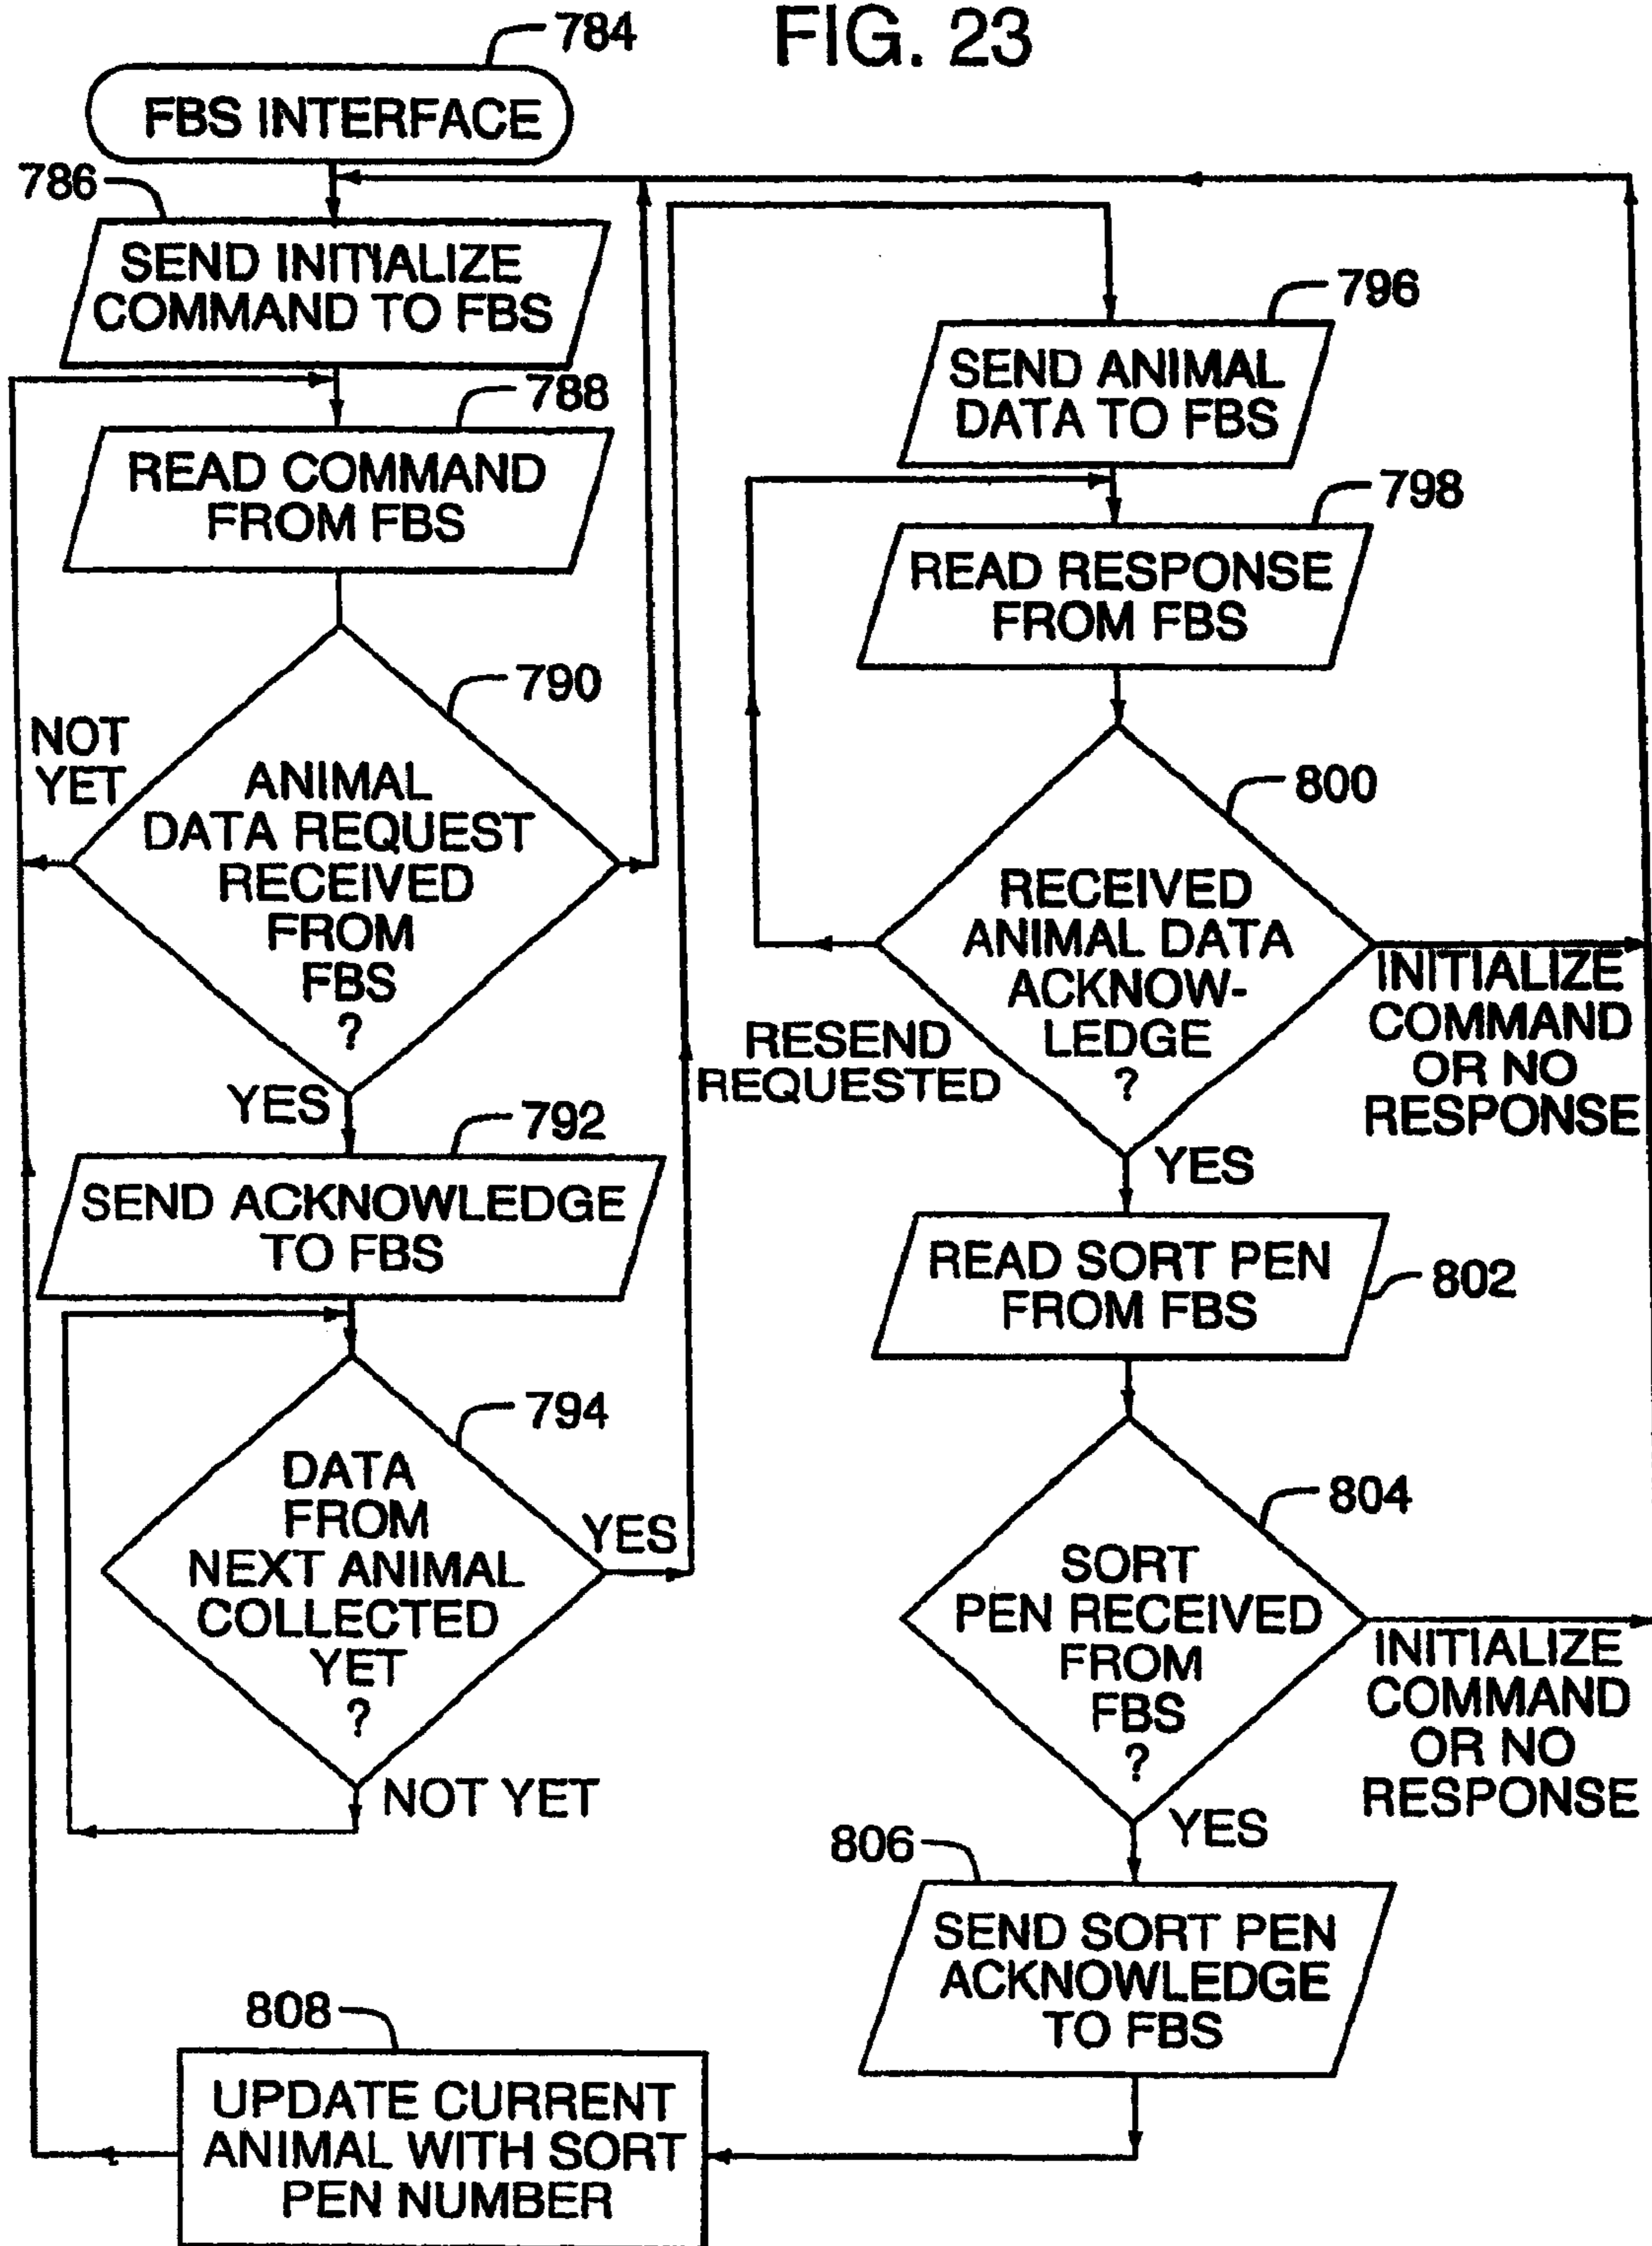 FIG. 23
784
FBS INTERFACE
786
SEND INITIALIZE
COMMAND TO FBS
788
READ COMMAND
FROM FBS
790
NOT
YET
ANIMAL
DATA REQUEST
RECEIVED
FROM
FBS
?
YES
792
SEND ACKNOWLEDGE
TO FBS
794
DATA
FROM
NEXT ANIMAL
COLLECTED
YET
?
YES
NOT YET
796
SEND ANIMAL
DATA TO FBS
798
READ RESPONSE
FROM FBS
800
RECEIVED
ANIMAL DATA
ACKNOW-
LEDGE
?
RESEND
REQUESTED
INITIALIZE
COMMAND
OR NO
RESPONSE
YES
802
READ SORT PEN
FROM FBS
804
SORT
PEN RECEIVED
FROM
FBS
?
INITIALIZE
COMMAND
OR NO
RESPONSE
YES
806
SEND SORT PEN
ACKNOWLEDGE
TO FBS
808
UPDATE CURRENT
ANIMAL WITH SORT
PEN NUMBER